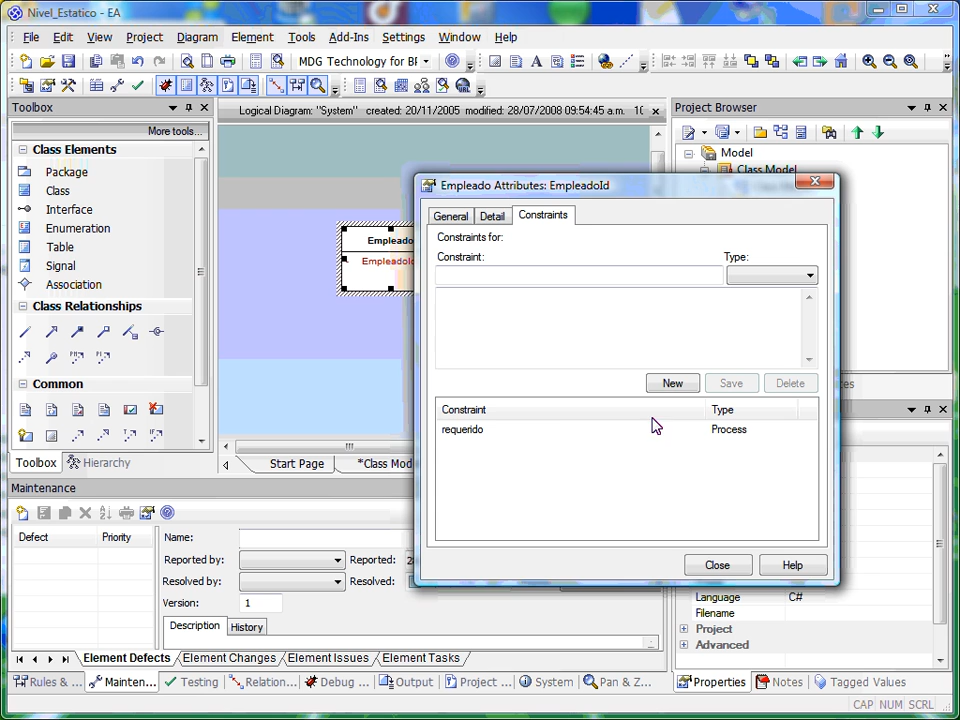 Nivel_Estatico - EA
File Edit View Project Diagram Element Tools Add-Ins Settings Window Help
MDG Technology for BP
Toolbox
Logical Diagram: "System" created: 20/11/2005 modified: 28/07/2008 09:54:45 a.m.
Project Browser
More tools...
Class Elements
Package
Class
Interface
Enumeration
Table
Signal
Association
Class Relationships
Common
Toolbox Hierarchy
Model
Class Model
Empleado
EmpleadoId
Empleado Attributes: EmpleadoId
General Detail Constraints
Constraints for:
Constraint: Type:
New Save Delete
Constraint Type
requerido Process
Close Help
Start Page *Class Mod
Maintenance
Defect Priority
Name:
Reported by: Reported:
Resolved by: Resolved:
Version: 1
Description History
Language C#
Filename
Project
Advanced
Element Defects Element Changes Element Issues Element Tasks
Rules & ... Mainten... Testing Relation... Debug ... Output Project ... System Pan & Z... Properties Notes Tagged Values
CAP NUM SCRL